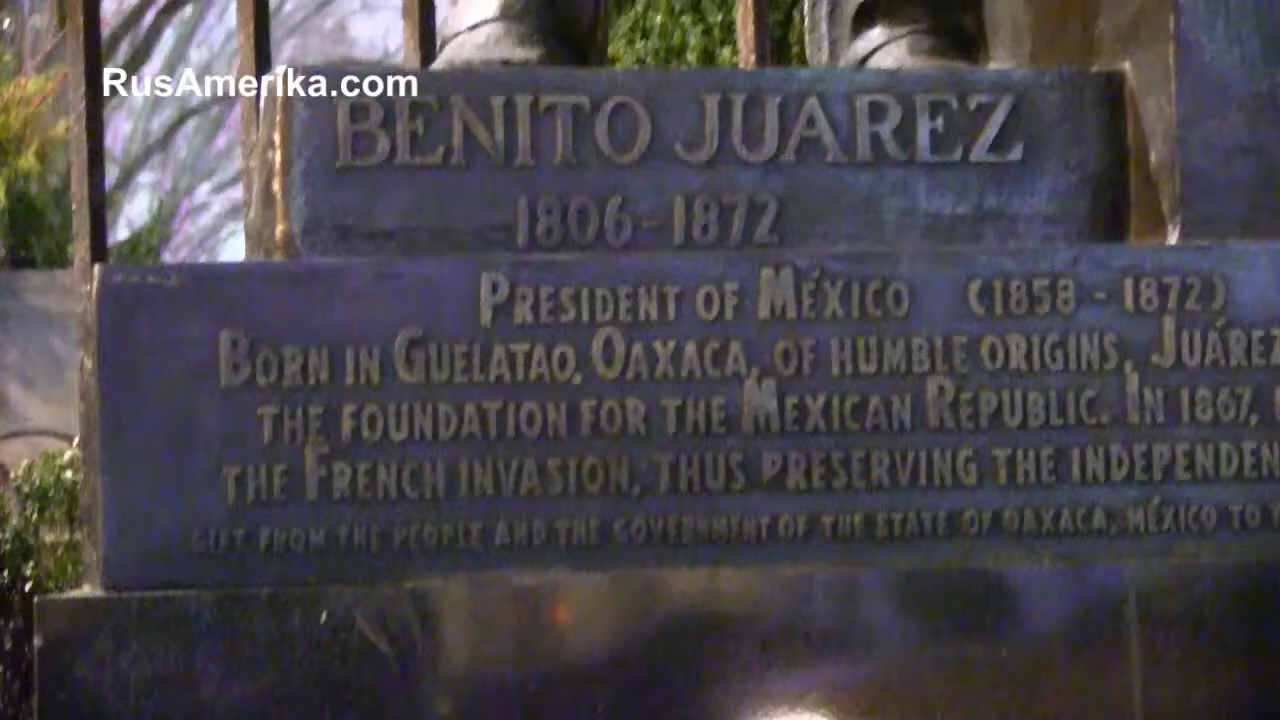 RusAmerika.com
BENITO JUAREZ
1806-1872
PRESIDENT OF MÉXICO (1858 - 1872)
BORN IN GUELATAO, OAXACA, OF HUMBLE ORIGINS, JUÁREZ
THE FOUNDATION FOR THE MEXICAN REPUBLIC. IN 1867,
THE FRENCH INVASION, THUS PRESERVING THE INDEPENDEN
GIFT FROM THE PEOPLE AND THE GOVERNMENT OF THE STATE OF OAXACA, MÉXICO TO